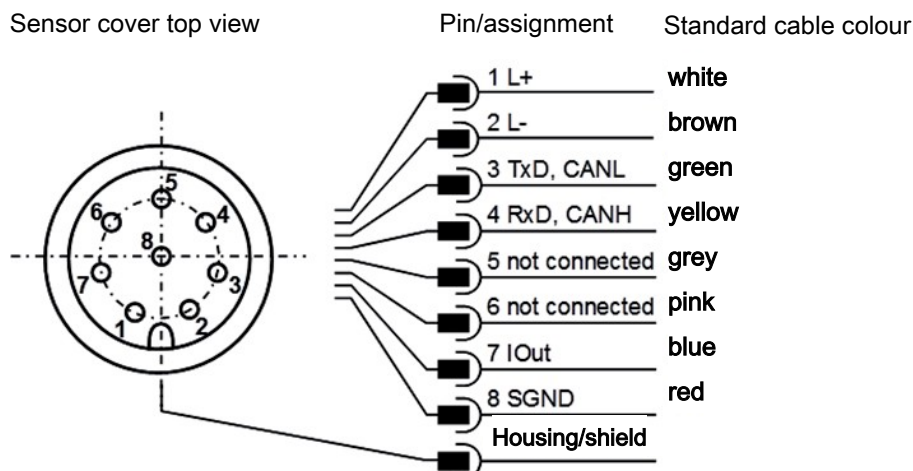 Sensor cover top view
Pin/assignment
Standard cable colour
1 L+ white
2 L- brown
3 TxD, CANL green
4 RxD, CANH yellow
5 not connected grey
6 not connected pink
7 IOut blue
8 SGND red
Housing/shield
5
6
4
8
7
3
1
2